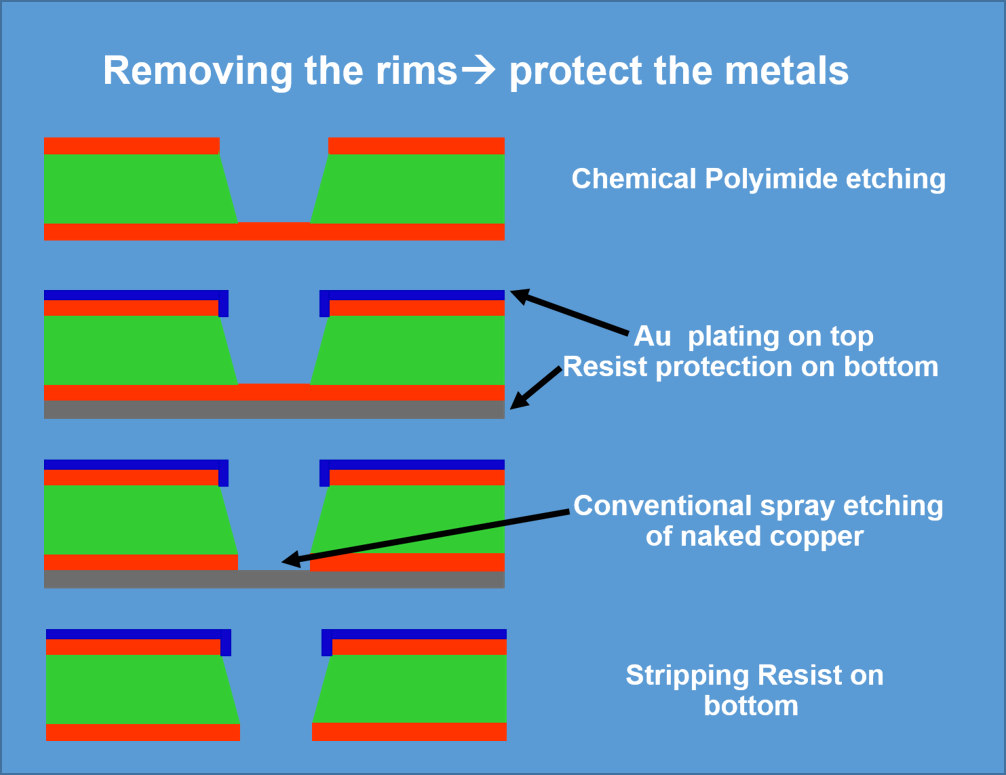 Removing the rims→ protect the metals
Chemical Polyimide etching
Au plating on top
Resist protection on bottom
Conventional spray etching
of naked copper
Stripping Resist on
bottom